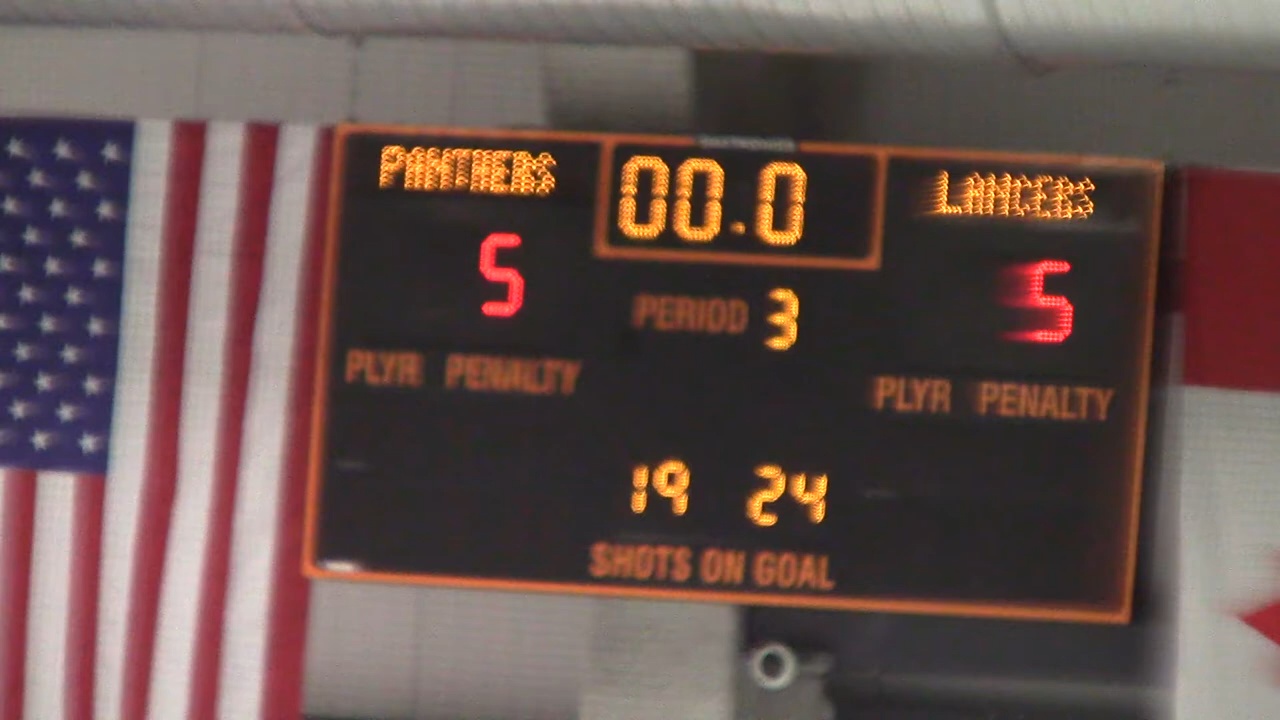 PANTHERS 00.0 LANCERS
5 PERIOD 3 5
PLYR PENALTY PLYR PENALTY
19 24
SHOTS ON GOAL